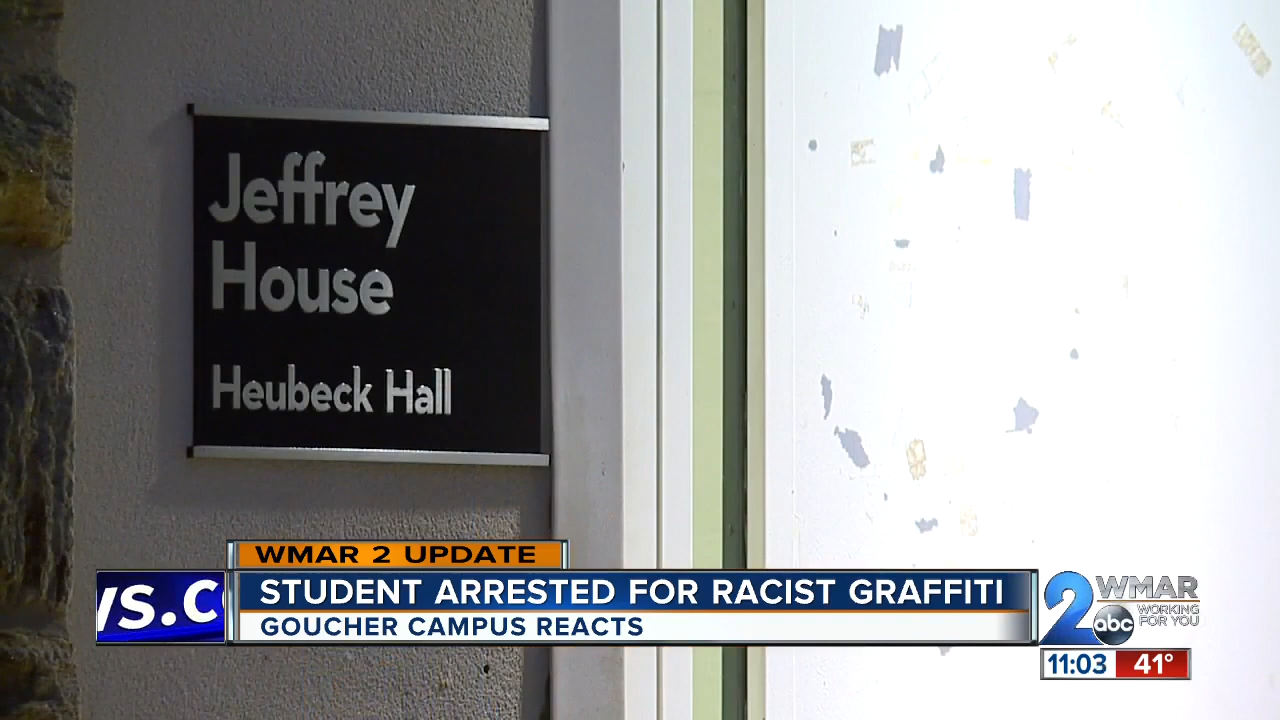 Jeffrey
House
Heubeck Hall
WMAR 2 UPDATE
STUDENT ARRESTED FOR RACIST GRAFFITI
GOUCHER CAMPUS REACTS
VS.C
2 abc WMAR
WORKING
FOR YOU
11:03 41°